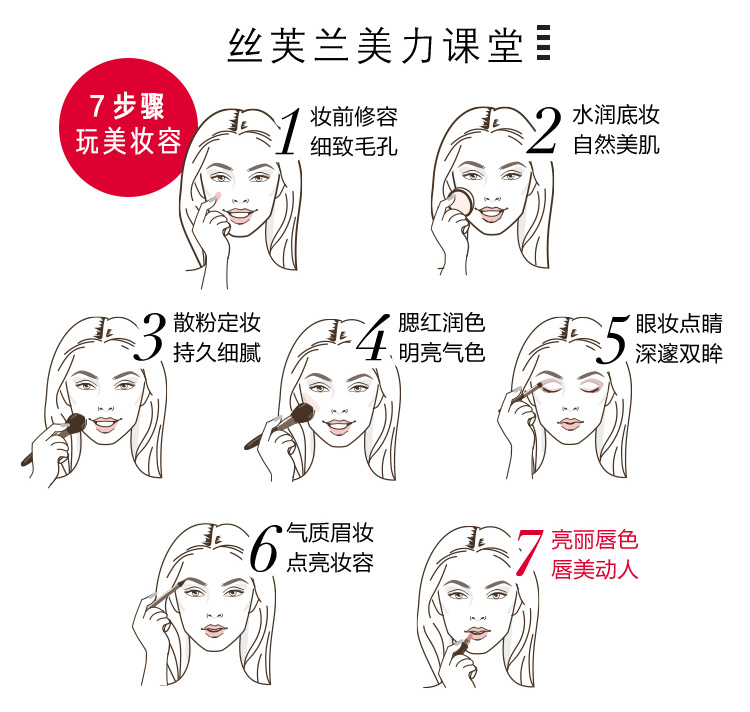 丝芙兰美力课堂
7步骤
玩美妆容
1
妆前修容
细致毛孔
2
水润底妆
自然美肌
3
散粉定妆
持久细腻
4
腮红润色
明亮气色
5
眼妆点睛
深邃双眸
6
气质眉妆
点亮妆容
7
亮丽唇色
唇美动人